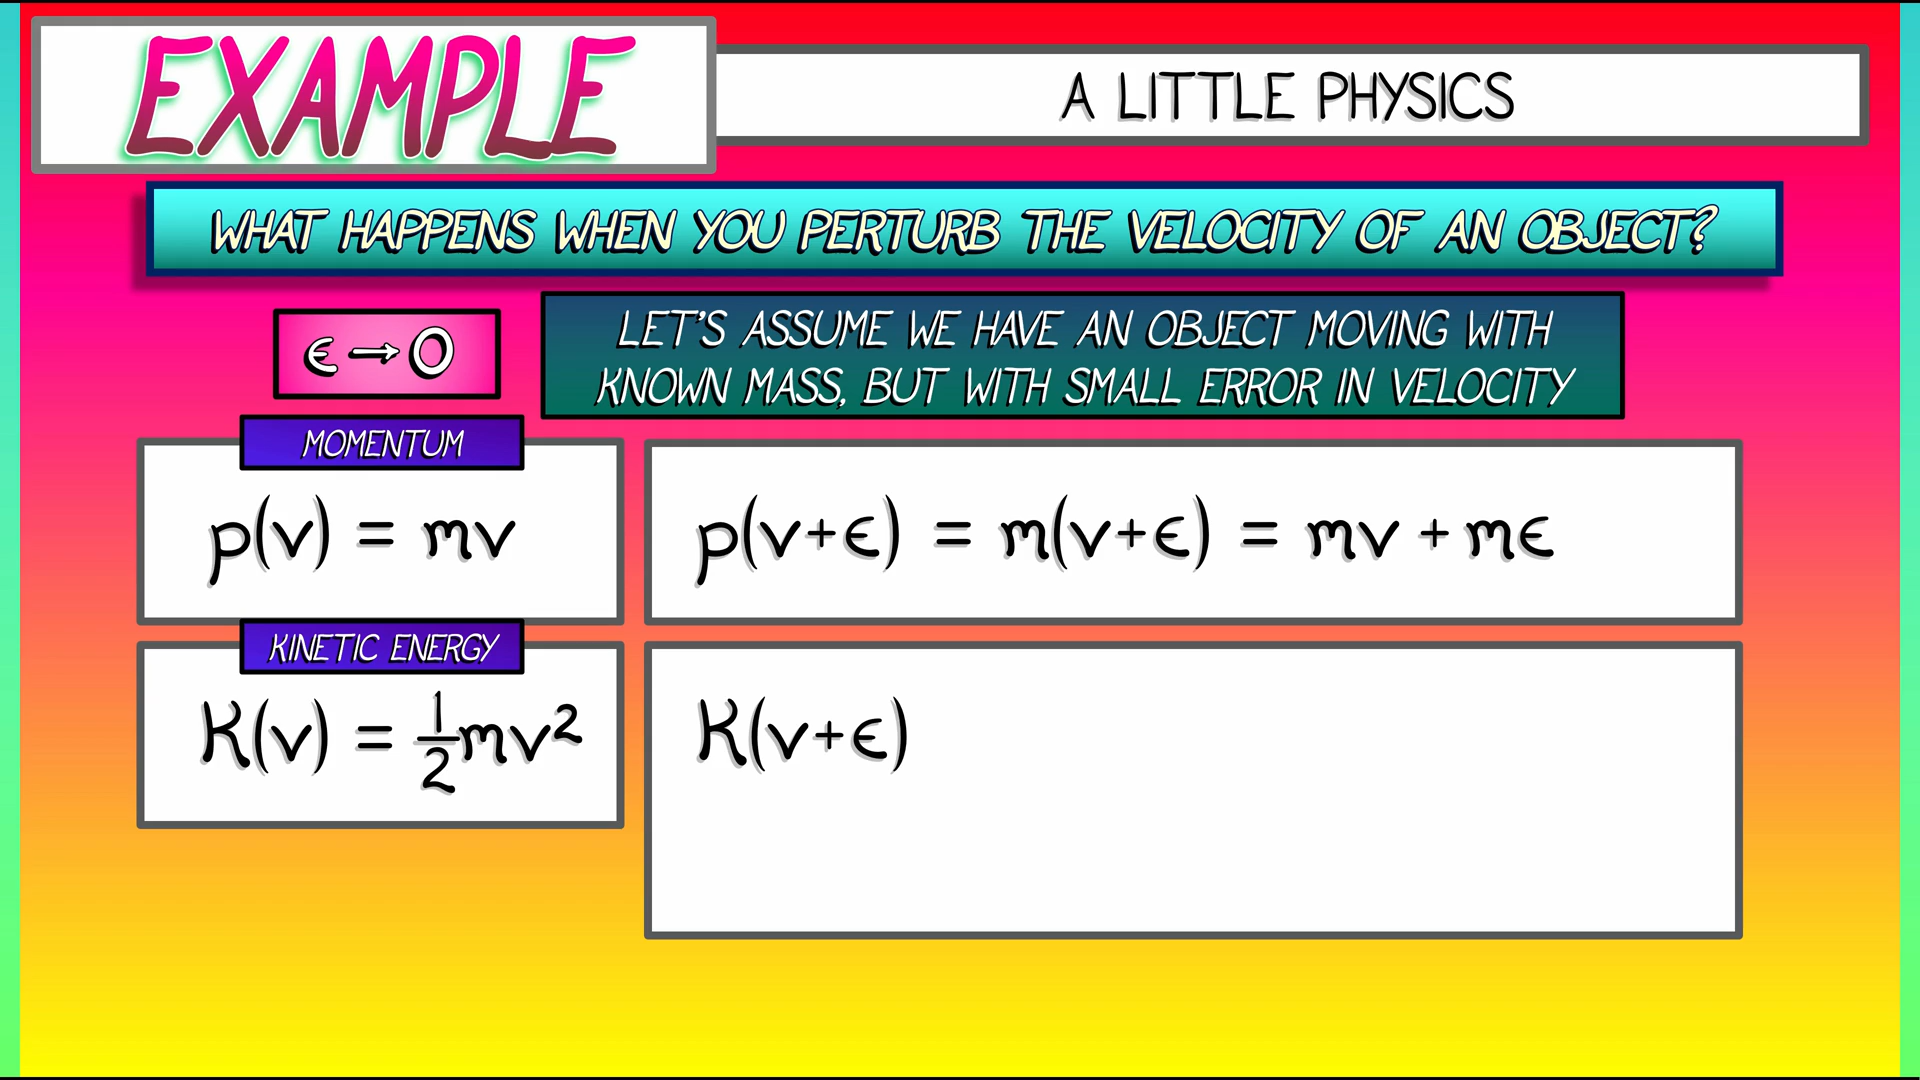 EXAMPLE
A LITTLE PHYSICS
WHAT HAPPENS WHEN YOU PERTURB THE VELOCITY OF AN OBJECT?
ϵ→0
LET'S ASSUME WE HAVE AN OBJECT MOVING WITH
KNOWN MASS, BUT WITH SMALL ERROR IN VELOCITY
MOMENTUM
p(v) = mv
p(v+ϵ) = m(v+ϵ) = mv + mϵ
KINETIC ENERGY
K(v) = ½mv²
K(v+ϵ)